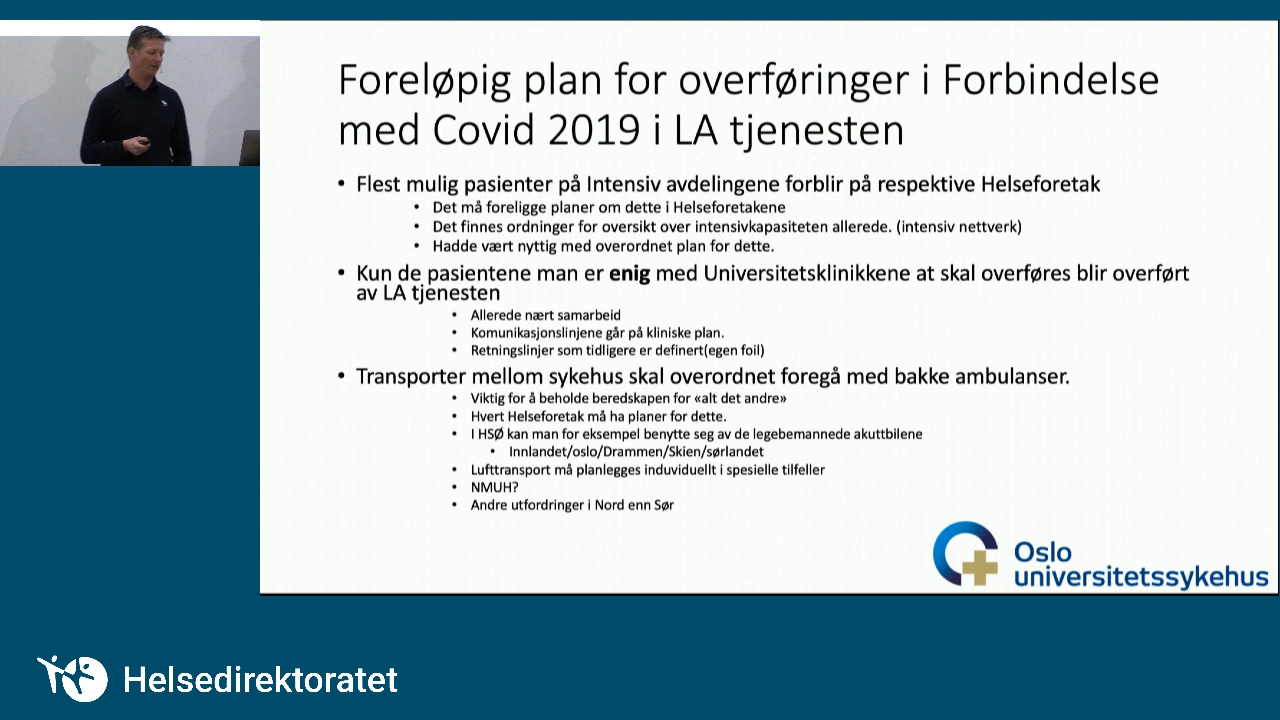 Foreløpig plan for overføringer i Forbindelse
med Covid 2019 i LA tjenesten
• Flest mulig pasienter på Intensiv avdelingene forblir på respektive Helseforetak
• Det må foreligge planer om dette i Helseforetakene
• Det finnes ordninger for oversikt over intensivkapasiteten allerede. (intensiv nettverk)
• Hadde vært nyttig med overordnet plan for dette.
• Kun de pasientene man er enig med Universitetsklinikkene at skal overføres blir overført
av LA tjenesten
• Allerede nært samarbeid
• Komunikasjonslinjene går på kliniske plan.
• Retningslinjer som tidligere er definert(egen foil)
• Transporter mellom sykehus skal overordnet foregå med bakke ambulanser.
• Viktig for å beholde beredskapen for «alt det andre»
• Hvert Helseforetak må ha planer for dette.
• I HSØ kan man for eksempel benytte seg av de legebemannede akuttbilene
• Innlandet/oslo/Drammen/Skien/sørlandet
• Lufttransport må planlegges induviduellt i spesielle tilfeller
• NMUH?
• Andre utfordringer i Nord enn Sør
Oslo
universitetssykehus
Helsedirektoratet